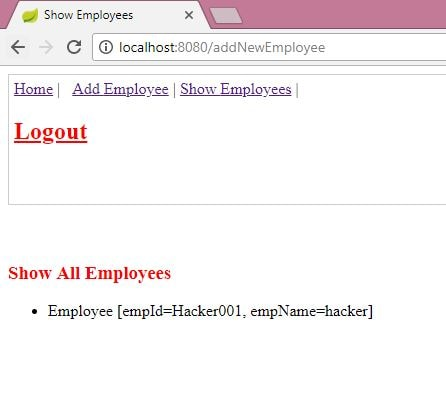 Show Employees
localhost:8080/addNewEmployee
Home | Add Employee | Show Employees |
Logout
Show All Employees
Employee [empId=Hacker001, empName=hacker]